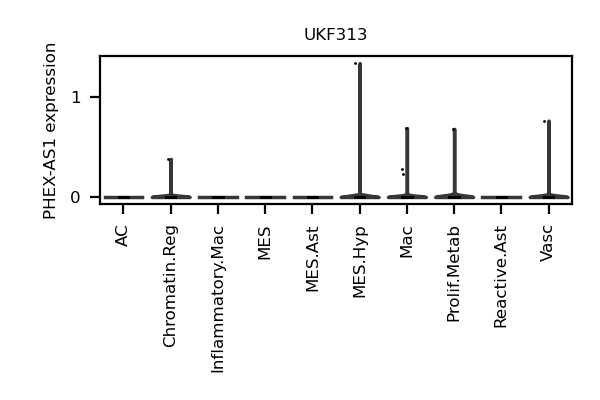 UKF313
PHEX-AS1 expression
1
0
AC
Chromatin.Reg
Inflammatory.Mac
MES
MES.Ast
MES.Hyp
Mac
Prolif.Metab
Reactive.Ast
Vasc